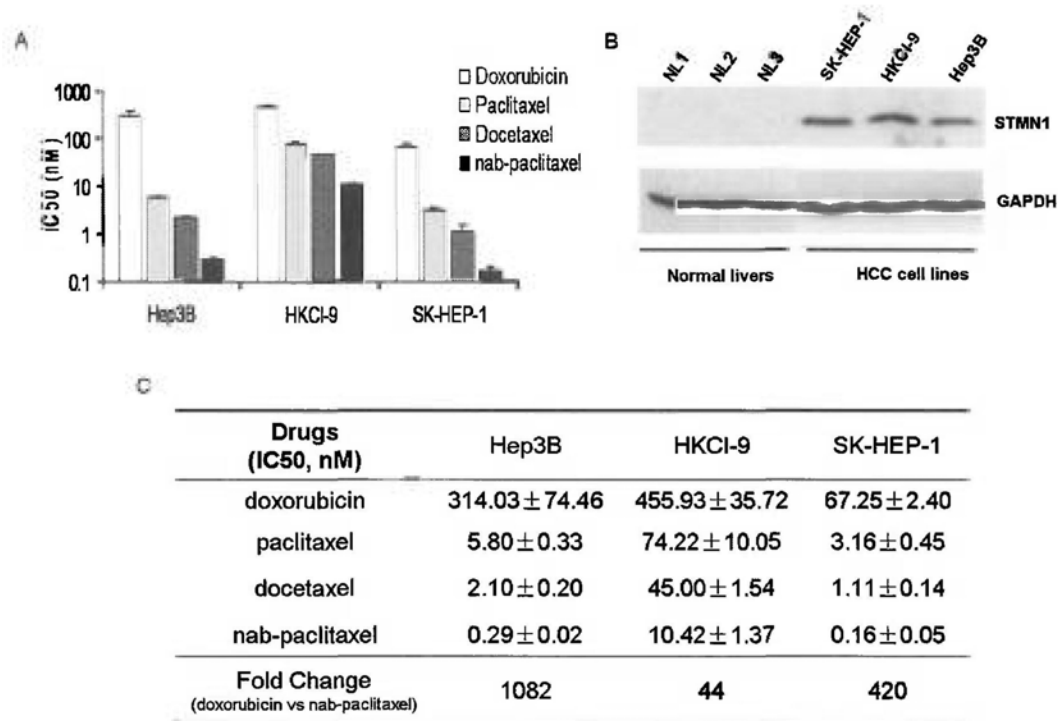 A
IC50 (nM)
1000
100
10
1
0.1
Doxorubicin
Paclitaxel
Docetaxel
nab-paclitaxel
Hep3B
HKCI-9
SK-HEP-1
B
NL1
NL2
NL3
SK-HEP-1
HKCI-9
Hep3B
STMN1
GAPDH
Normal livers
HCC cell lines
C
Drugs Hep3B HKCI-9 SK-HEP-1
(IC50, nM)
doxorubicin 314.03±74.46 455.93±35.72 67.25±2.40
paclitaxel 5.80±0.33 74.22±10.05 3.16±0.45
docetaxel 2.10±0.20 45.00±1.54 1.11±0.14
nab-paclitaxel 0.29±0.02 10.42±1.37 0.16±0.05
Fold Change 1082 44 420
(doxorubicin vs nab-paclitaxel)